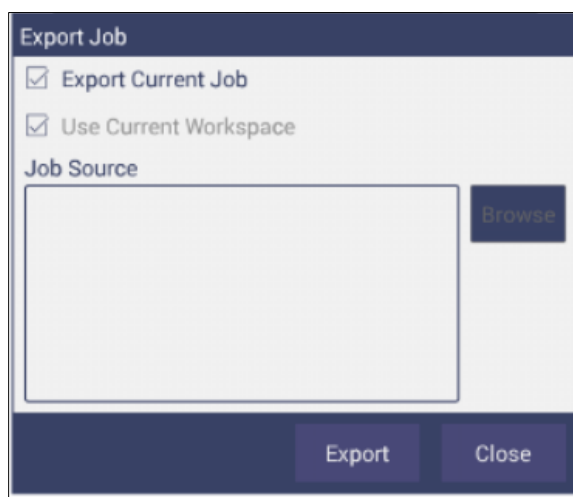 Export Job
Export Current Job
Use Current Workspace
Job Source
Browse
Export Close